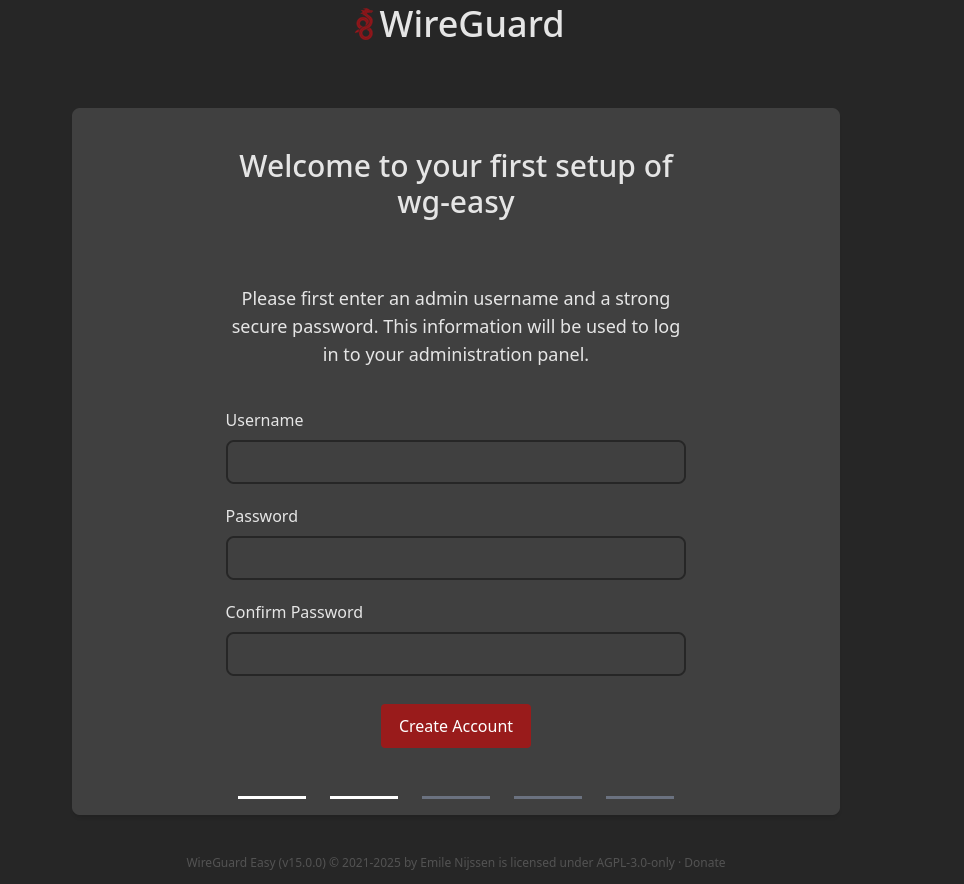 WireGuard
Welcome to your first setup of
wg-easy
Please first enter an admin username and a strong
secure password. This information will be used to log
in to your administration panel.
Username
Password
Confirm Password
Create Account
WireGuard Easy (v15.0.0) © 2021-2025 by Emile Nijssen is licensed under AGPL-3.0-only · Donate